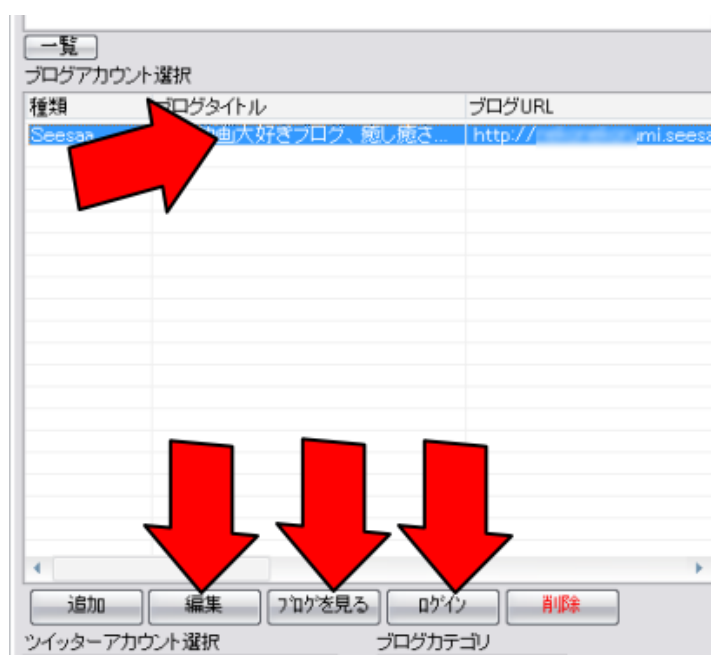 一覧
ブログアカウント選択
種類 ブログタイトル ブログURL
Seesaa 画大好きブログ、癒し癒さ... http:// umi.seesa
追加 編集 ブログを見る ログイン 削除
ツイッターアカウント選択 ブログカテゴリ